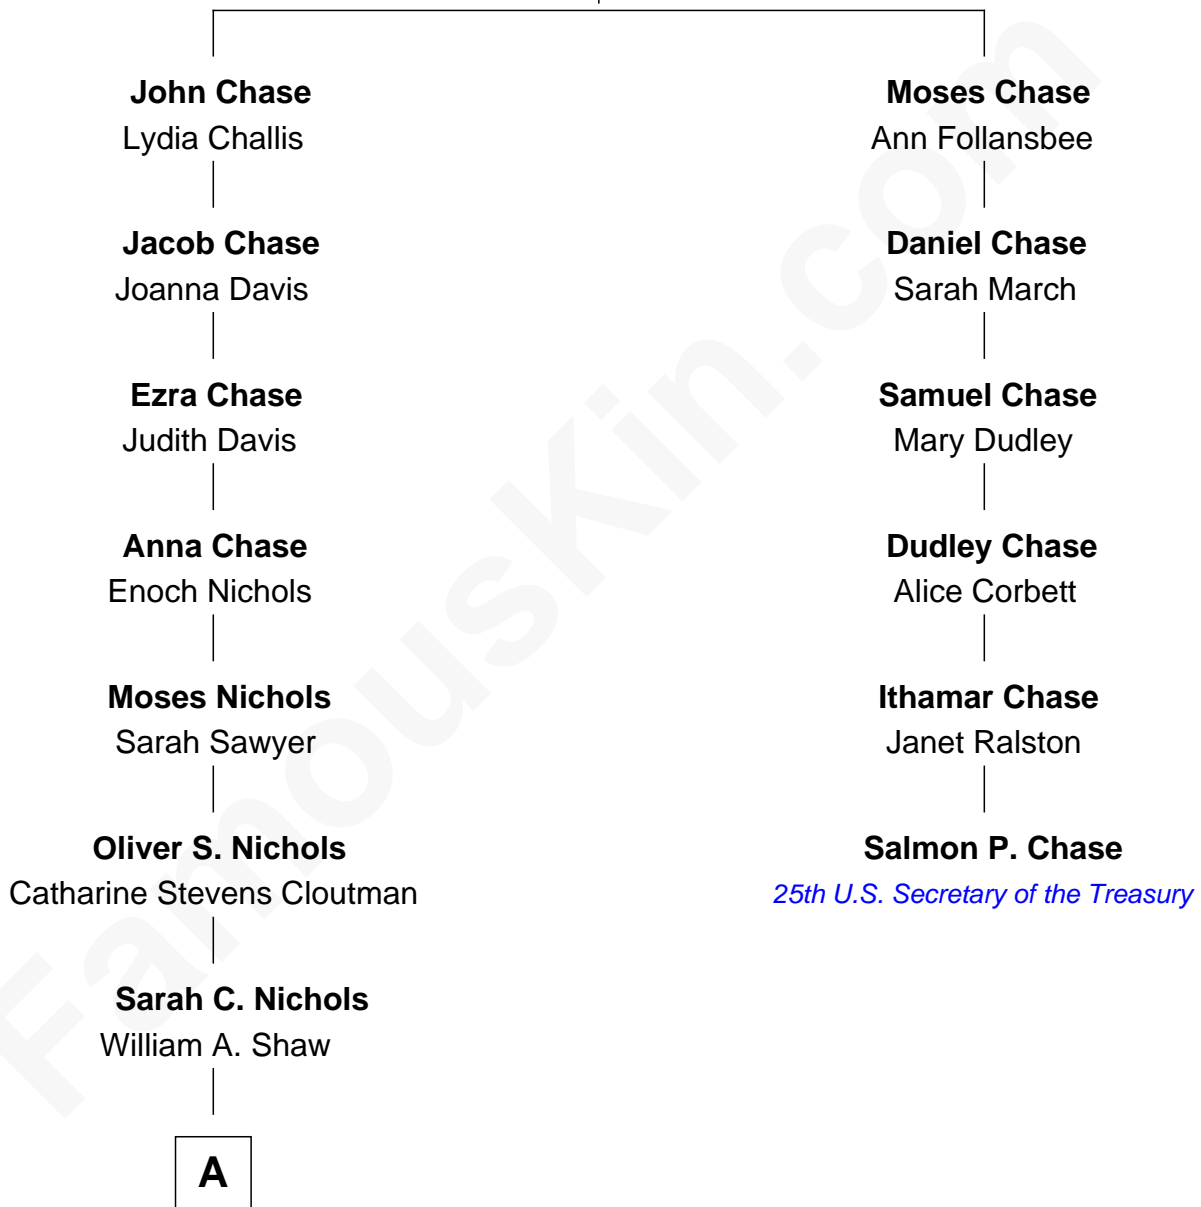 John Chase
Lydia Challis
Moses Chase
Ann Follansbee
Jacob Chase
Joanna Davis
Daniel Chase
Sarah March
Ezra Chase
Judith Davis
Samuel Chase
Mary Dudley
Anna Chase
Enoch Nichols
Dudley Chase
Alice Corbett
Moses Nichols
Sarah Sawyer
Ithamar Chase
Janet Ralston
Oliver S. Nichols
Catharine Stevens Cloutman
Salmon P. Chase
25th U.S. Secretary of the Treasury
Sarah C. Nichols
William A. Shaw
A
FamousKin.com